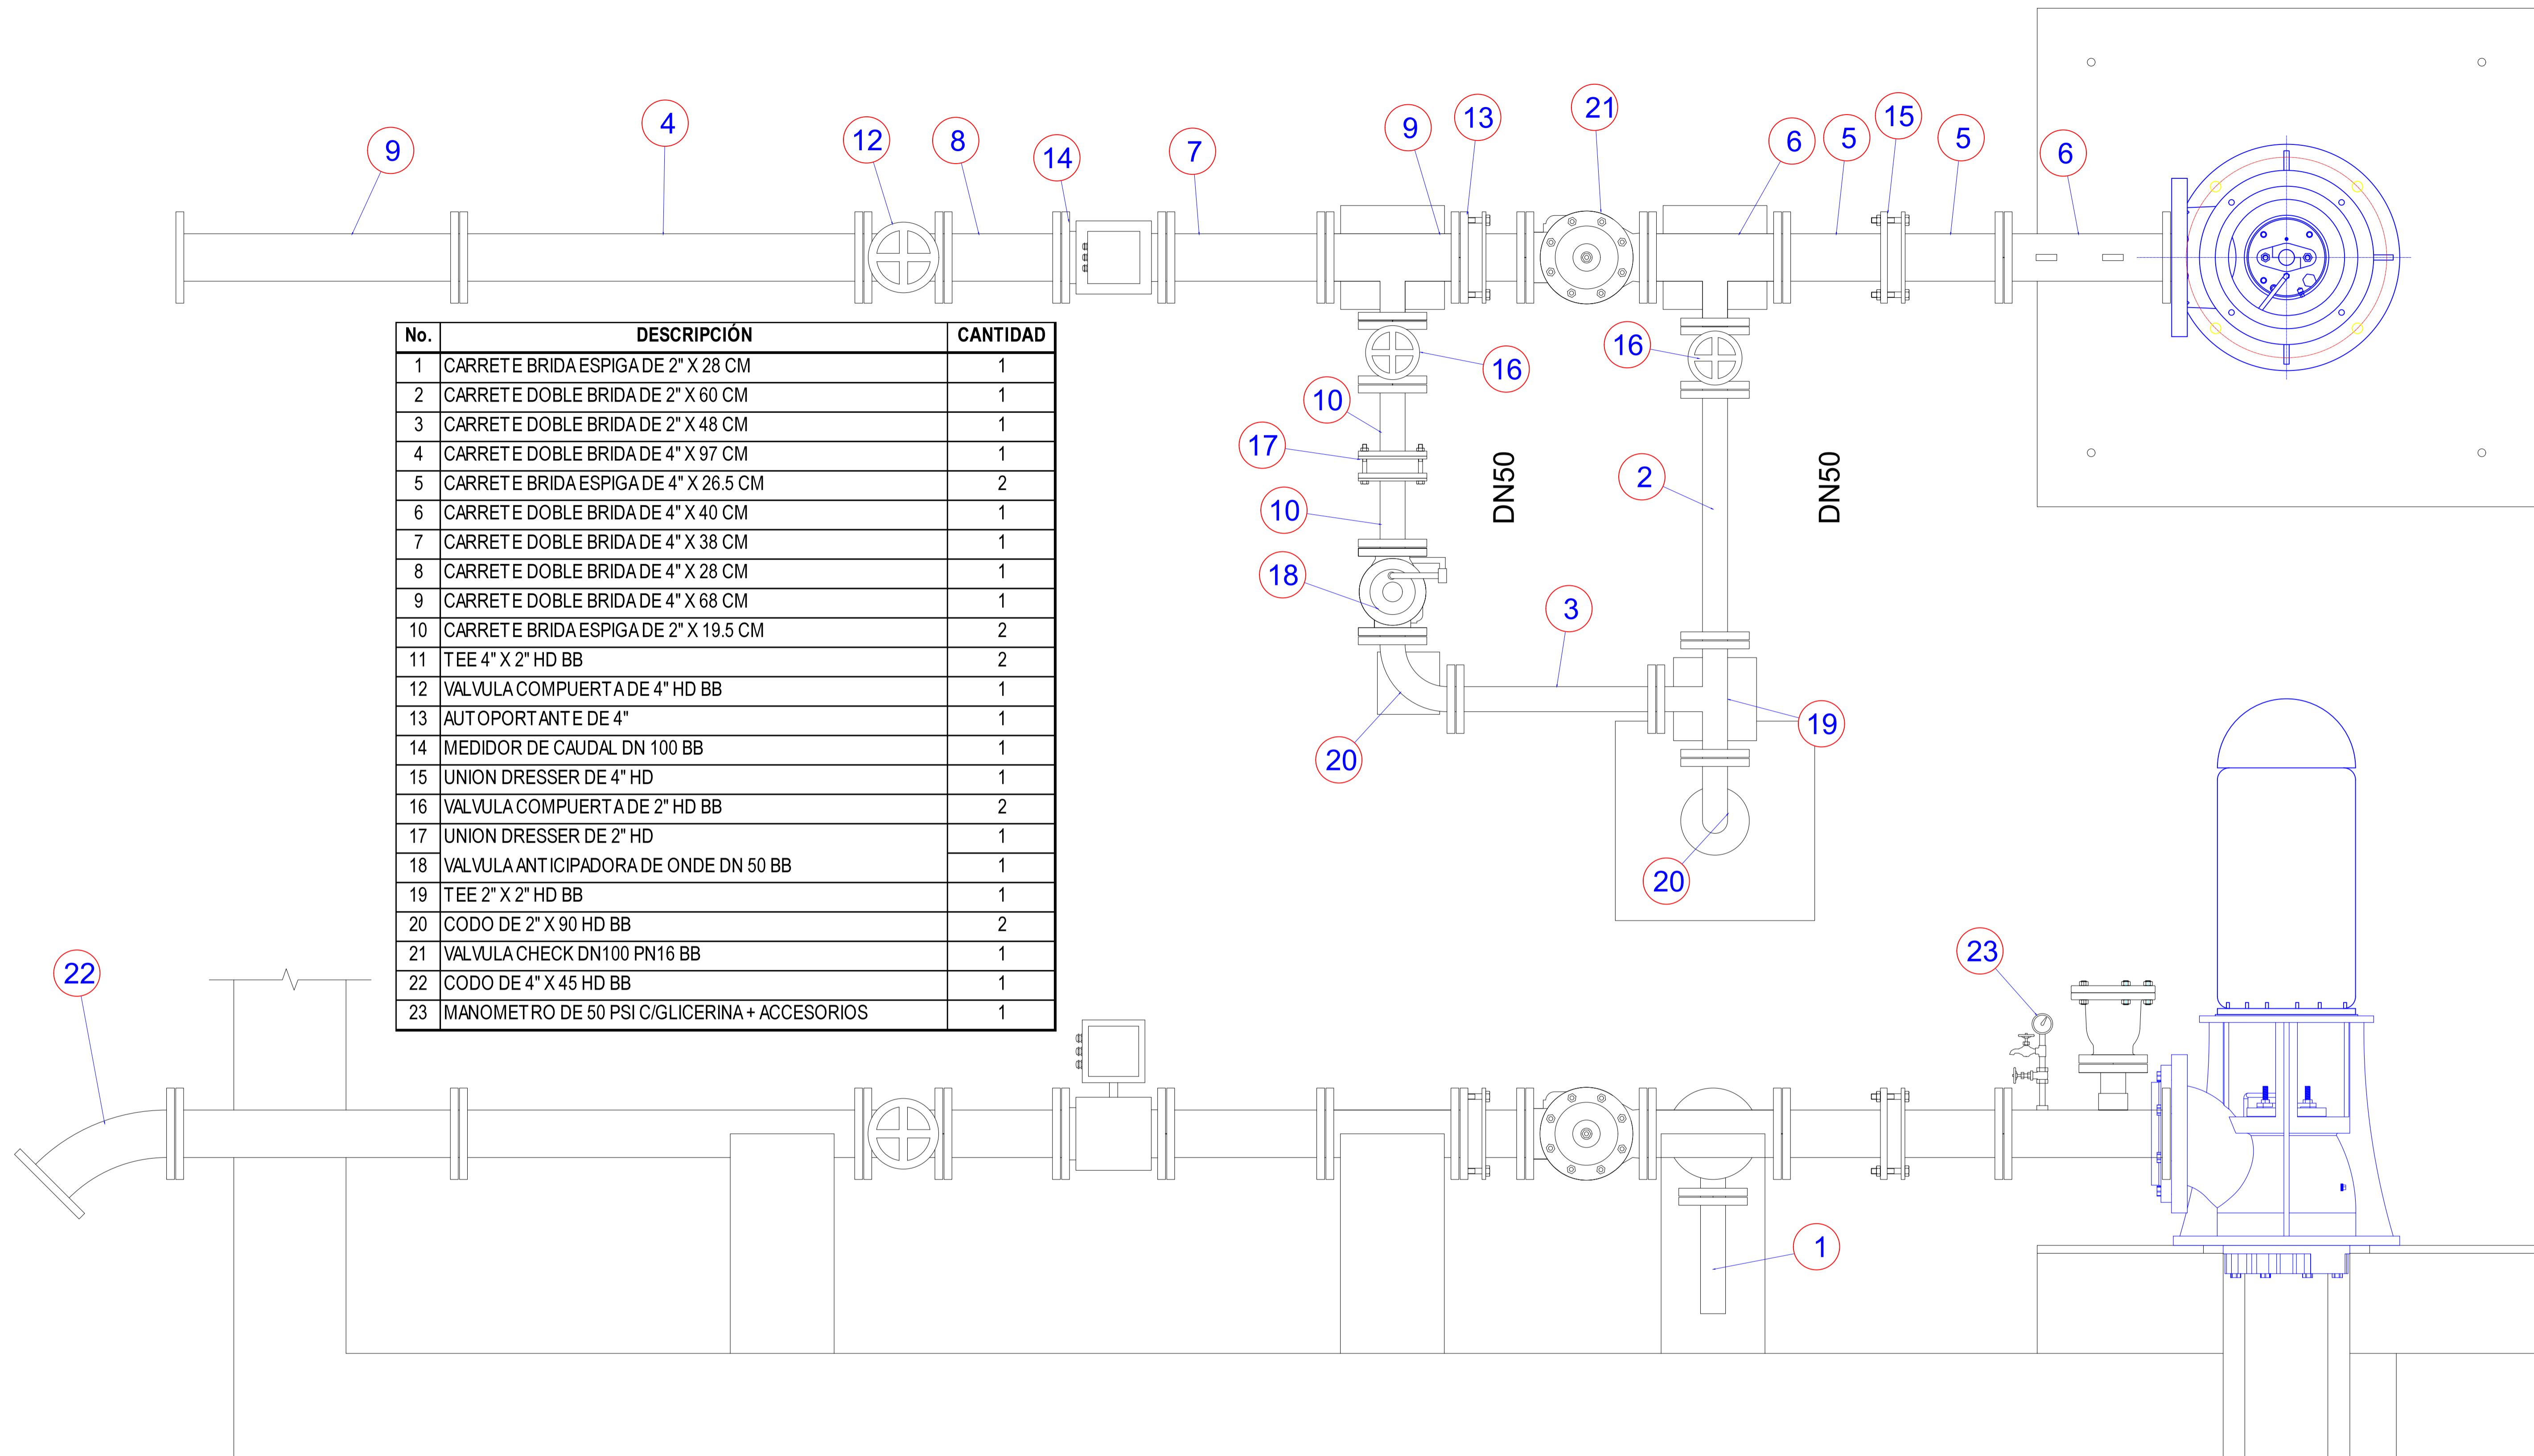 9
4
12
8
14
7
9
13
21
6
5
15
5
6
No. DESCRIPCIÓN CANTIDAD
1 CARRETE BRIDA ESPIGA DE 2" X 28 CM 1
2 CARRETE DOBLE BRIDA DE 2" X 60 CM 1
3 CARRETE DOBLE BRIDA DE 2" X 48 CM 1
4 CARRETE DOBLE BRIDA DE 4" X 97 CM 1
5 CARRETE BRIDA ESPIGA DE 4" X 26.5 CM 2
6 CARRETE DOBLE BRIDA DE 4" X 40 CM 1
7 CARRETE DOBLE BRIDA DE 4" X 38 CM 1
8 CARRETE DOBLE BRIDA DE 4" X 28 CM 1
9 CARRETE DOBLE BRIDA DE 4" X 68 CM 1
10 CARRETE BRIDA ESPIGA DE 2" X 19.5 CM 2
11 TEE 4" X 2" HD BB 2
12 VALVULA COMPUERTA DE 4" HD BB 1
13 AUTOPORTANTE DE 4" 1
14 MEDIDOR DE CAUDAL DN 100 BB 1
15 UNION DRESSER DE 4" HD 1
16 VALVULA COMPUERTA DE 2" HD BB 2
17 UNION DRESSER DE 2" HD 1
18 VALVULA ANTICIPADORA DE ONDE DN 50 BB 1
19 TEE 2" X 2" HD BB 1
20 CODO DE 2" X 90 HD BB 2
21 VALVULA CHECK DN100 PN16 BB 1
22 CODO DE 4" X 45 HD BB 1
23 MANOMETRO DE 50 PSI C/GLICERINA + ACCESORIOS 1
16
16
10
17
DN50
2
DN50
10
18
3
19
20
20
22
23
1